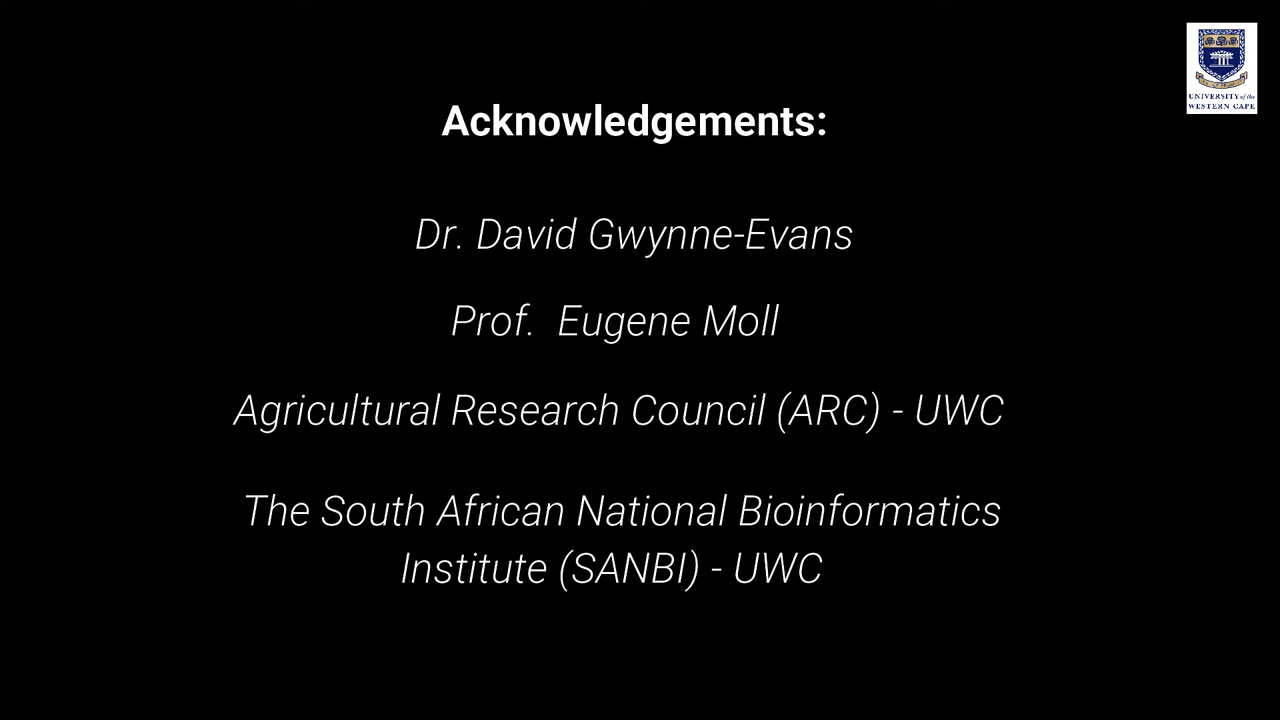 UNIVERSITY of the
WESTERN CAPE
Acknowledgements:
Dr. David Gwynne-Evans
Prof. Eugene Moll
Agricultural Research Council (ARC) - UWC
The South African National Bioinformatics
Institute (SANBI) - UWC